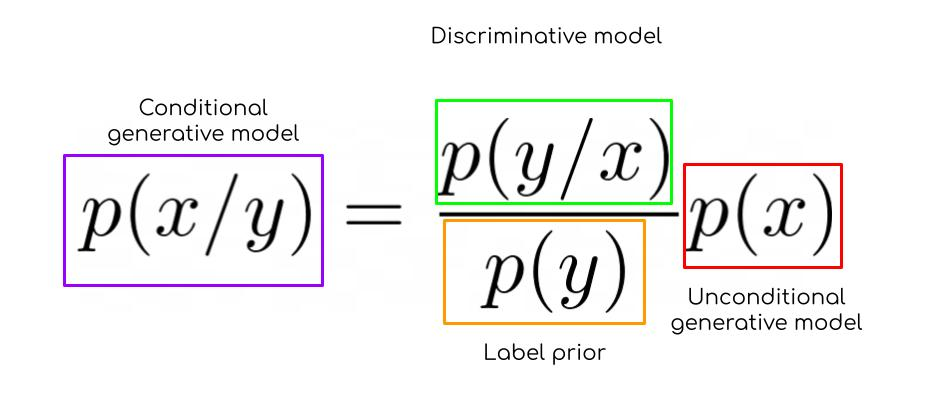 Discriminative model
Conditional
generative model
p(x/y) = p(y/x) / p(y) p(x)
Unconditional
generative model
Label prior